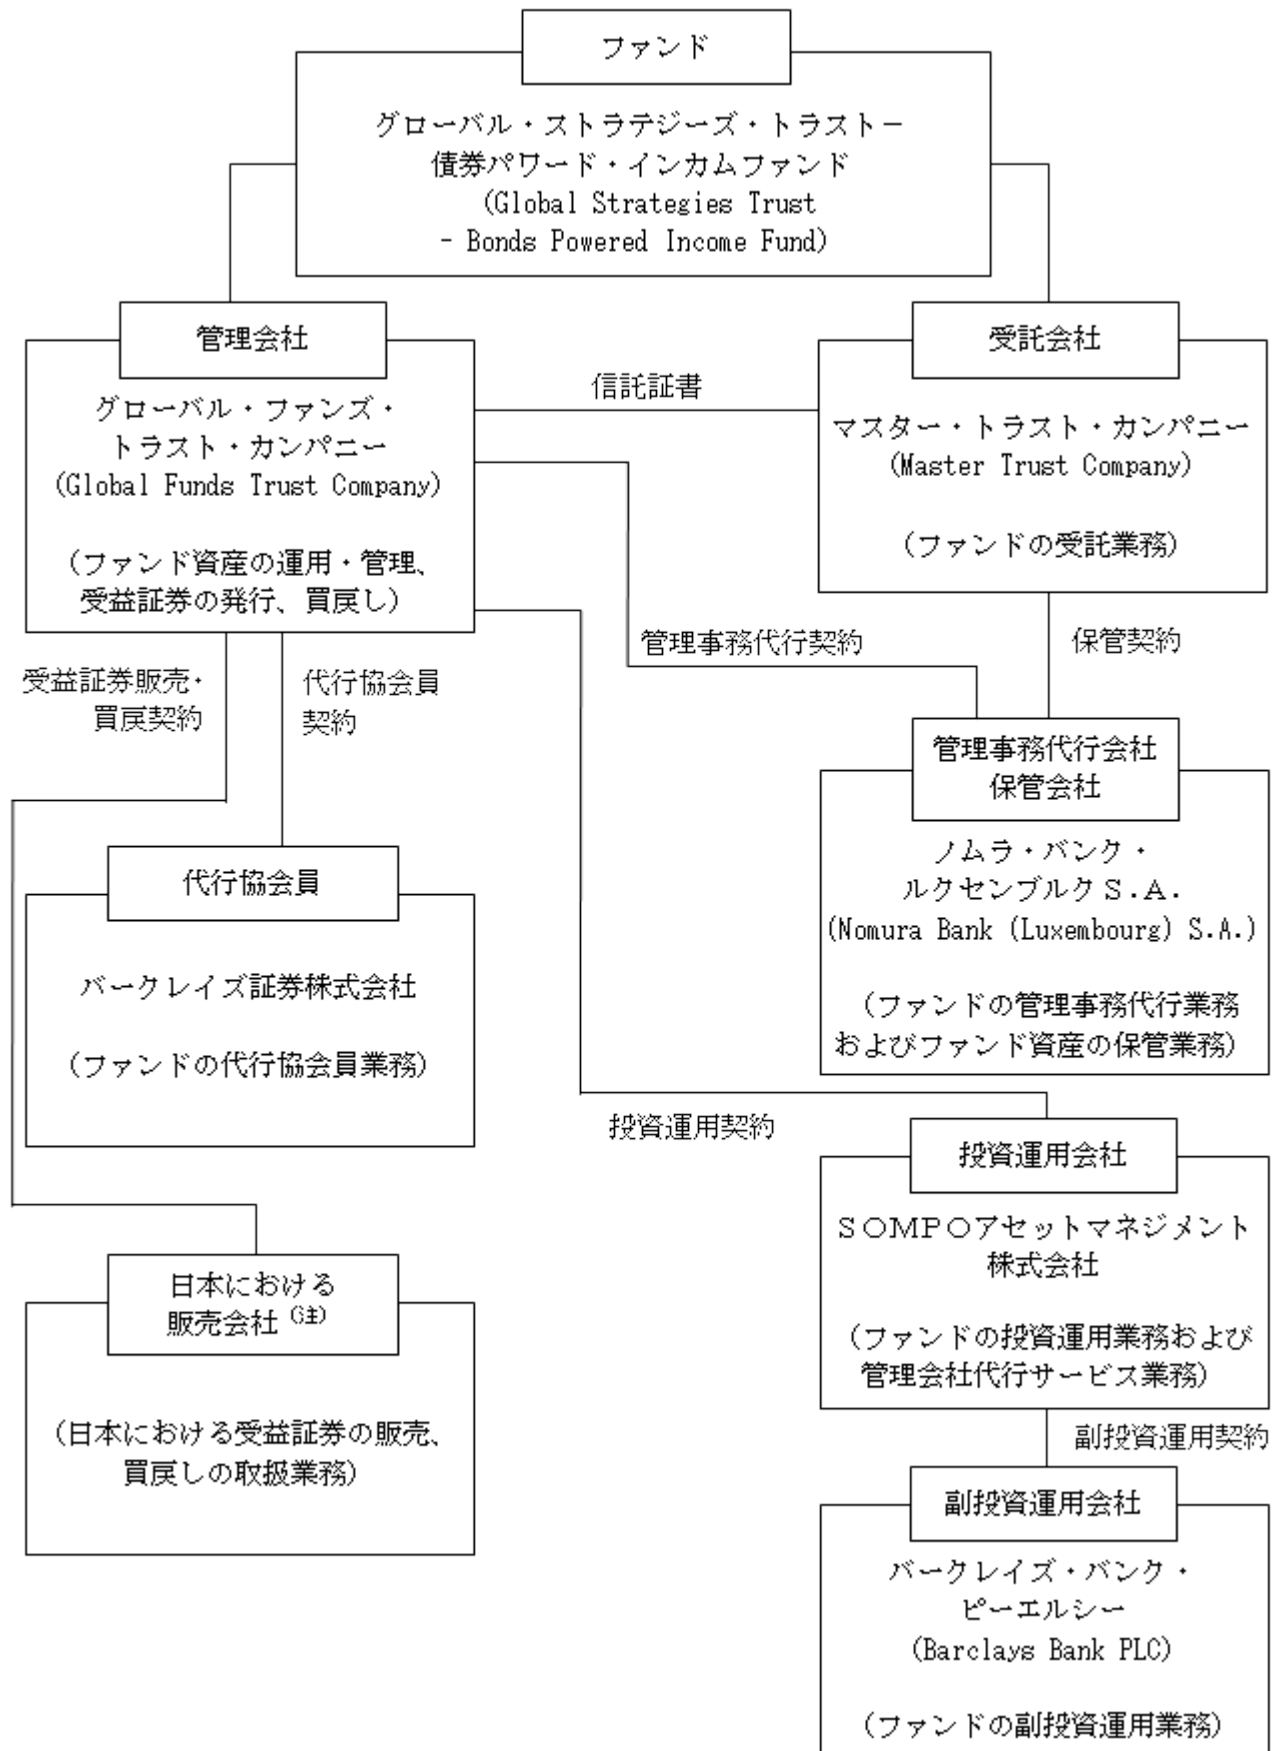 ファンド
グローバル・ストラテジーズ・トラスト－
債券パワード・インカムファンド
(Global Strategies Trust
- Bonds Powered Income Fund)
管理会社
グローバル・ファンズ・
トラスト・カンパニー
(Global Funds Trust Company)
(ファンド資産の運用・管理、
受益証券の発行、買戻し)
信託証書
受託会社
マスター・トラスト・カンパニー
(Master Trust Company)
(ファンドの受託業務)
受益証券販売・
買戻契約
代行協会員
契約
管理事務代行契約
保管契約
管理事務代行会社
保管会社
ノムラ・バンク・
ルクセンブルクＳ.Ａ.
(Nomura Bank (Luxembourg) S.A.)
(ファンドの管理事務代行業務
およびファンド資産の保管業務)
代行協会員
バークレイズ証券株式会社
(ファンドの代行協会員業務)
投資運用契約
投資運用会社
ＳＯＭＰＯアセットマネジメント
株式会社
(ファンドの投資運用業務および
管理会社代行サービス業務)
日本における
販売会社(注)
(日本における受益証券の販売、
買戻しの取扱業務)
副投資運用契約
副投資運用会社
バークレイズ・バンク・
ピーエルシー
(Barclays Bank PLC)
(ファンドの副投資運用業務)